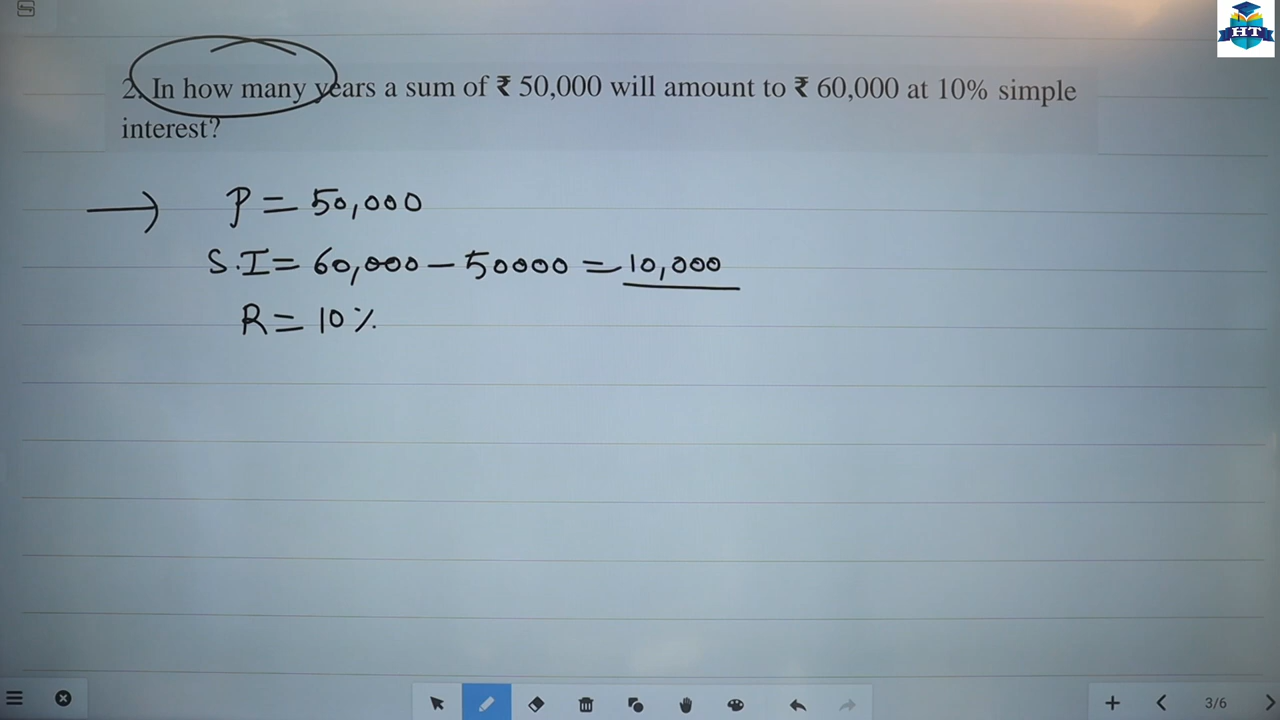 HT
2. In how many years a sum of ₹ 50,000 will amount to ₹ 60,000 at 10% simple
interest?
→ P = 50,000
S.I = 60,000 - 50000 = 10,000
R = 10%
3/6